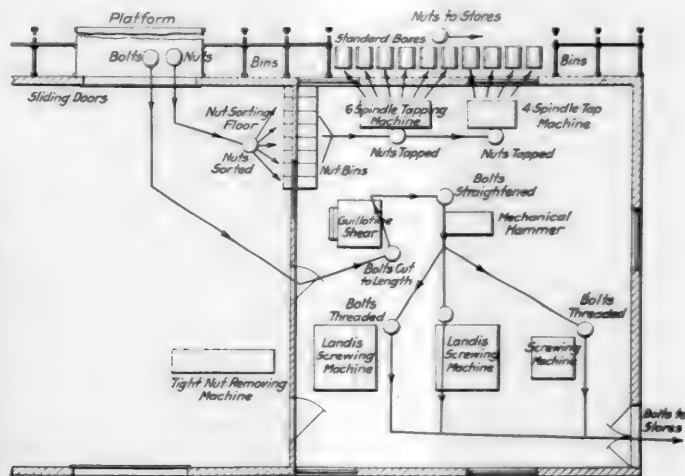 Platform
Nuts to Stores
Standard Boxes
Bolts
Nuts
Bins
Bins
Sliding Doors
Nut Sorting
Floor
6 Spindle Tapping
Machine
4 Spindle Tap
Machine
Nuts
Sorted
Nut Bins
Nuts Tapped
Nuts Tapped
Bolts
Straightened
Guillotine
Shear
Mechanical
Hammer
Bolts Cut
to Length
Bolts
Threaded
Bolts
Threaded
Landis
Screwing
Machine
Landis
Screwing
Machine
Screwing
Machine
Tight Nut Removing
Machine
Bolts to
Stores